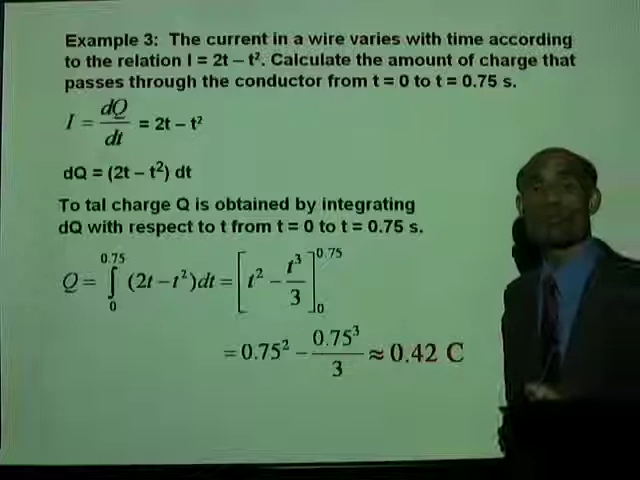 Example 3: The current in a wire varies with time according
to the relation I = 2t – t². Calculate the amount of charge that
passes through the conductor from t = 0 to t = 0.75 s.
I = dQ/dt = 2t – t²
dQ = (2t – t²) dt
To tal charge Q is obtained by integrating
dQ with respect to t from t = 0 to t = 0.75 s.
Q = ∫₀^0.75 (2t – t²)dt = [t² – t³/3]₀^0.75
= 0.75² – 0.75³/3 ≈ 0.42 C